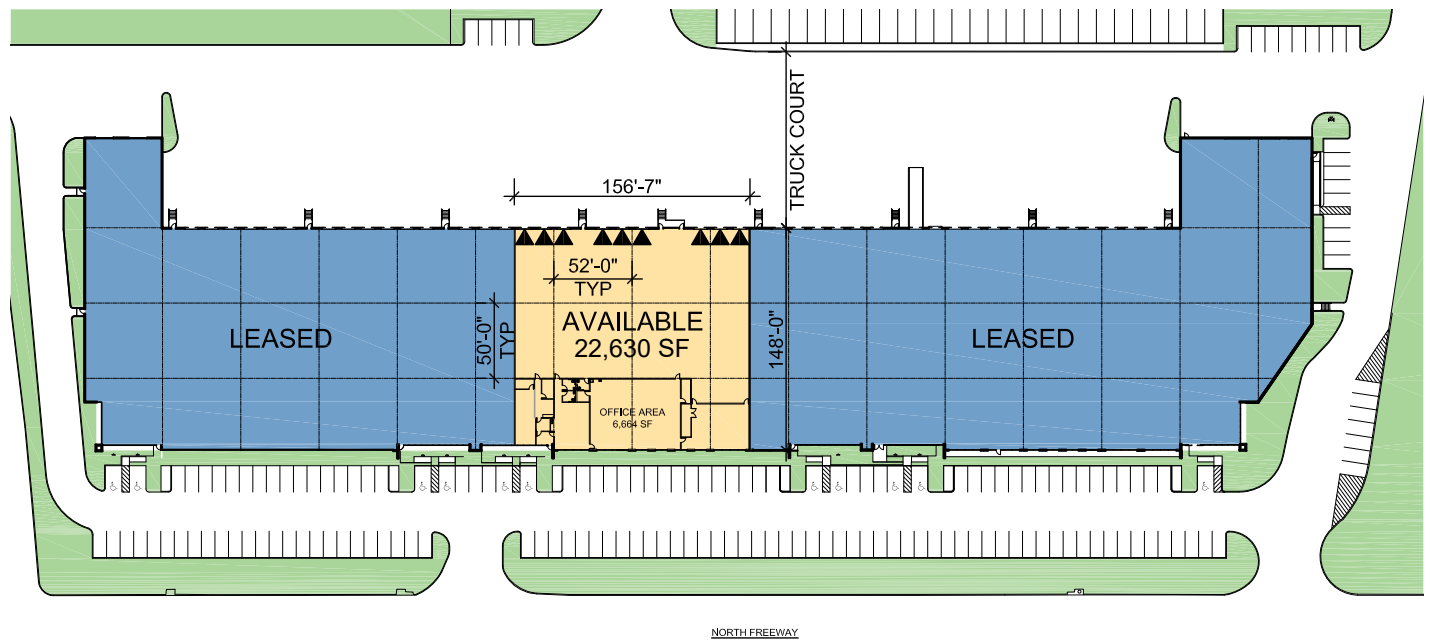 TRUCK COURT
156'-7"
52'-0"
TYP
50'-0"
TYP
LEASED
AVAILABLE
22,630 SF
148'-0"
LEASED
OFFICE AREA
6,664 SF
NORTH FREEWAY